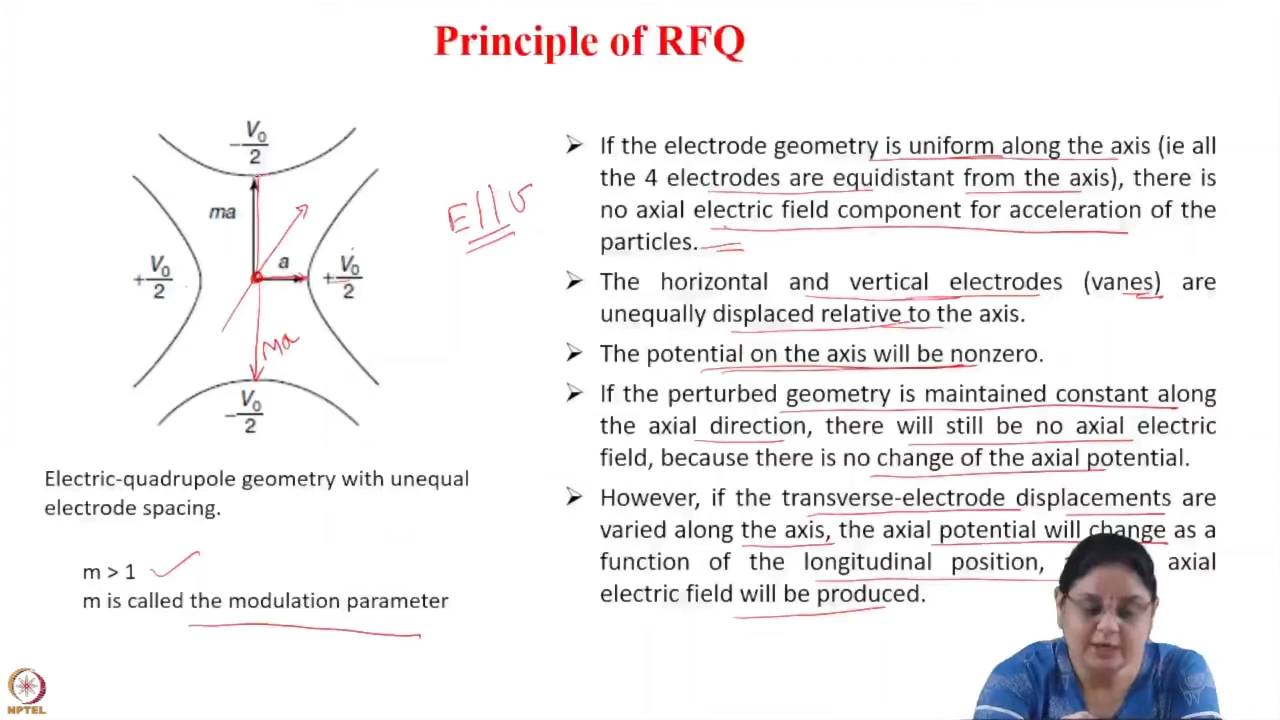 Principle of RFQ
− V₀/2
ma
a
+ V₀/2
+ V₀/2
ma
− V₀/2
E//v
Electric-quadrupole geometry with unequal
electrode spacing.
m > 1
m is called the modulation parameter
➢ If the electrode geometry is uniform along the axis (ie all
the 4 electrodes are equidistant from the axis), there is
no axial electric field component for acceleration of the
particles.
➢ The horizontal and vertical electrodes (vanes) are
unequally displaced relative to the axis.
➢ The potential on the axis will be nonzero.
➢ If the perturbed geometry is maintained constant along
the axial direction, there will still be no axial electric
field, because there is no change of the axial potential.
➢ However, if the transverse-electrode displacements are
varied along the axis, the axial potential will change as a
function of the longitudinal position, axial
electric field will be produced.
NPTEL